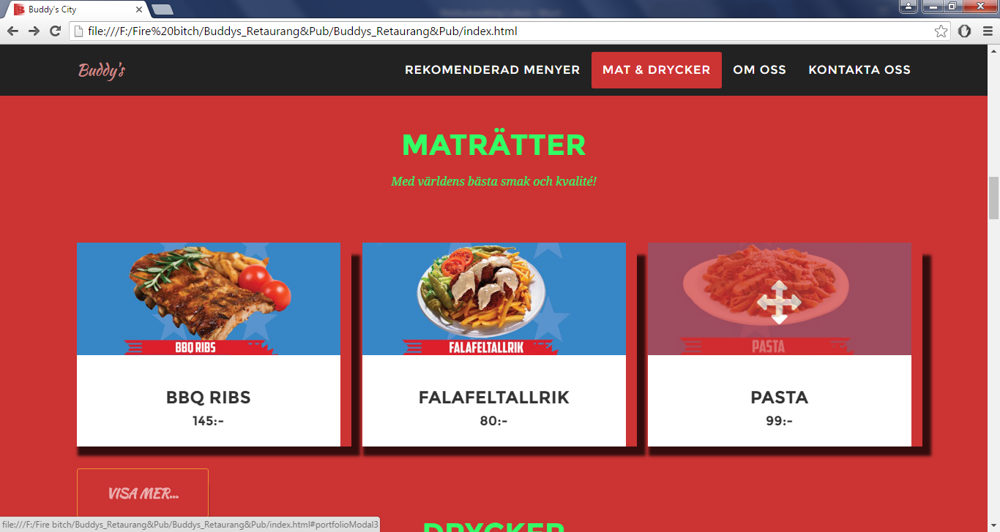 Buddy's City
file:///F:/Fire%20bitch/Buddys_Retaurang&Pub/Buddys_Retaurang&Pub/index.html
Buddy's
REKOMENDERAD MENYER
MAT & DRYCKER
OM OSS
KONTAKTA OSS
MATRÄTTER
Med världens bästa smak och kvalité!
BBQ RIBS
FALAFELTALLRIK
PASTA
BBQ RIBS
FALAFELTALLRIK
PASTA
145:-
80:-
99:-
VISA MER...
DRYCKER
file:///F:/Fire bitch/Buddys_Retaurang&Pub/Buddys_Retaurang&Pub/index.html#portfolioModal3